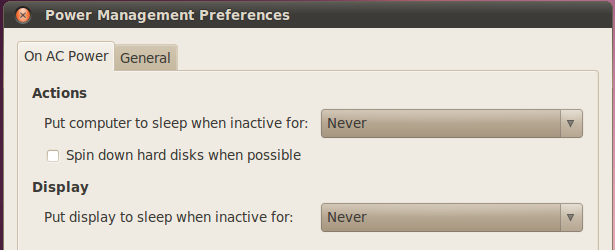 Power Management Preferences
On AC Power General
Actions
Put computer to sleep when inactive for: Never
Spin down hard disks when possible
Display
Put display to sleep when inactive for: Never